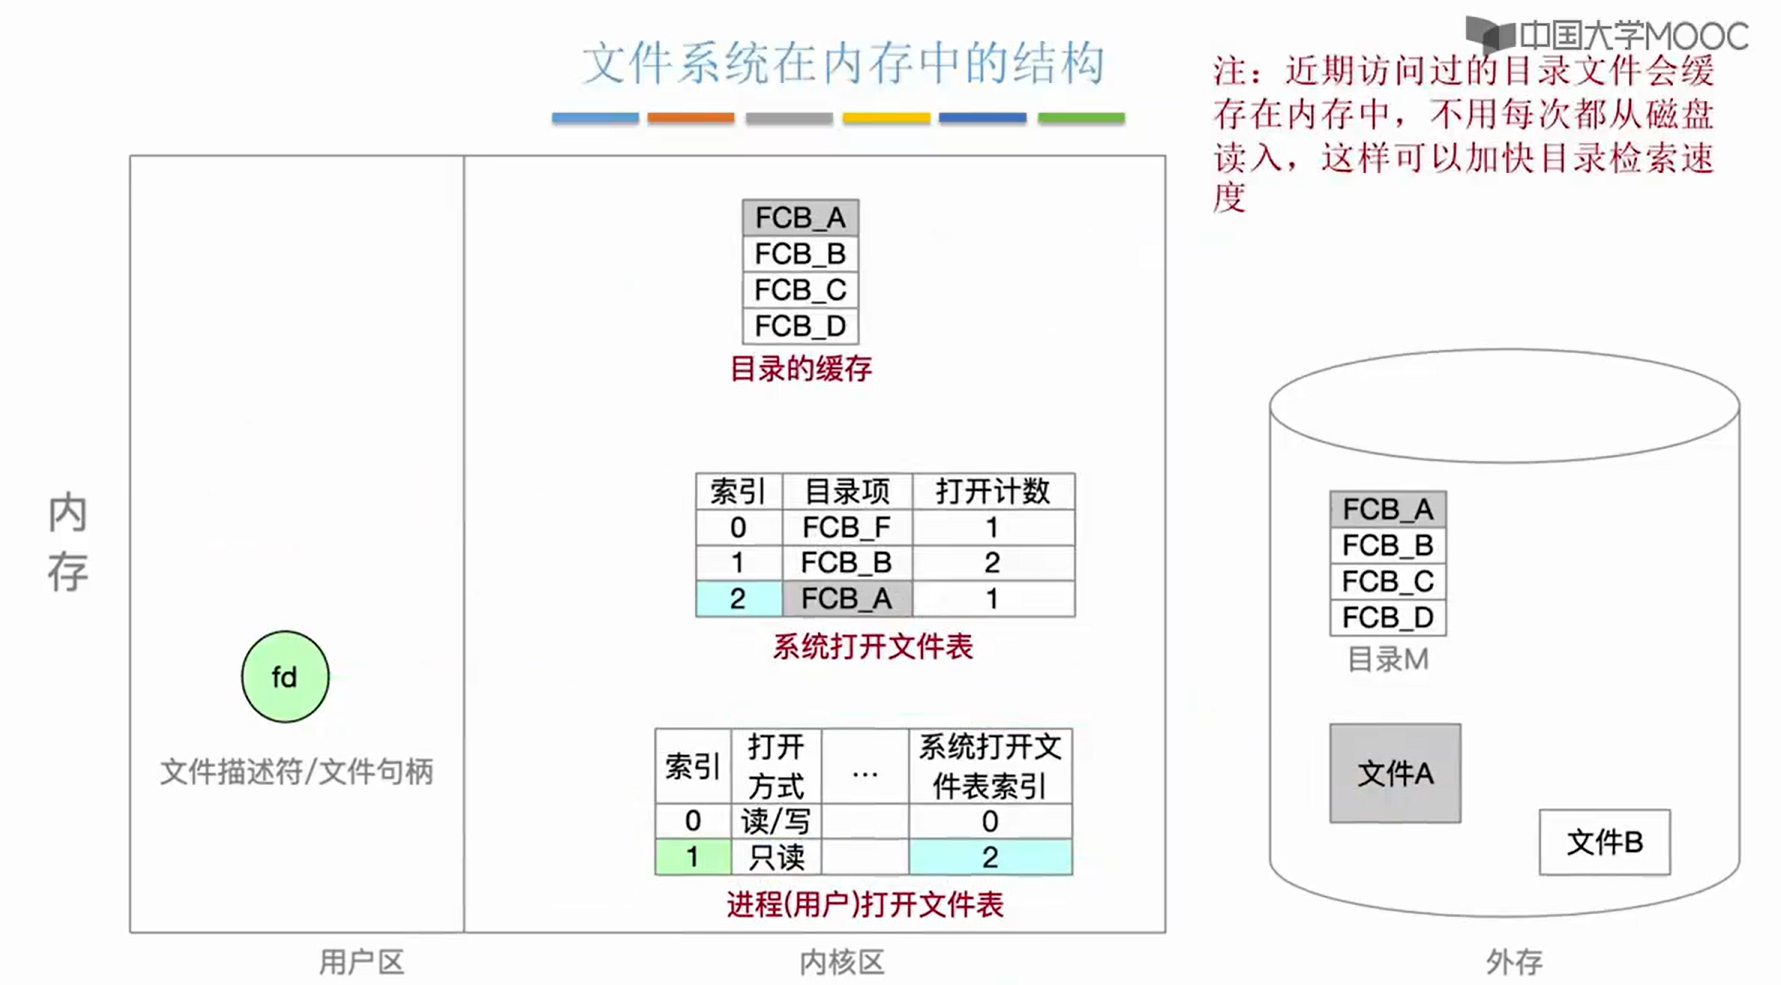 中国大学MOOC
文件系统在内存中的结构
注：近期访问过的目录文件会缓
存在内存中，不用每次都从磁盘
读入，这样可以加快目录检索速
度
FCB_A
FCB_B
FCB_C
FCB_D
目录的缓存
内
存
索引 目录项 打开计数
0 FCB_F 1
1 FCB_B 2
2 FCB_A 1
系统打开文件表
fd
文件描述符/文件句柄
索引 打开方式 … 系统打开文件表索引
0 读/写 0
1 只读 2
进程(用户)打开文件表
FCB_A
FCB_B
FCB_C
FCB_D
目录M
文件A
文件B
用户区
内核区
外存